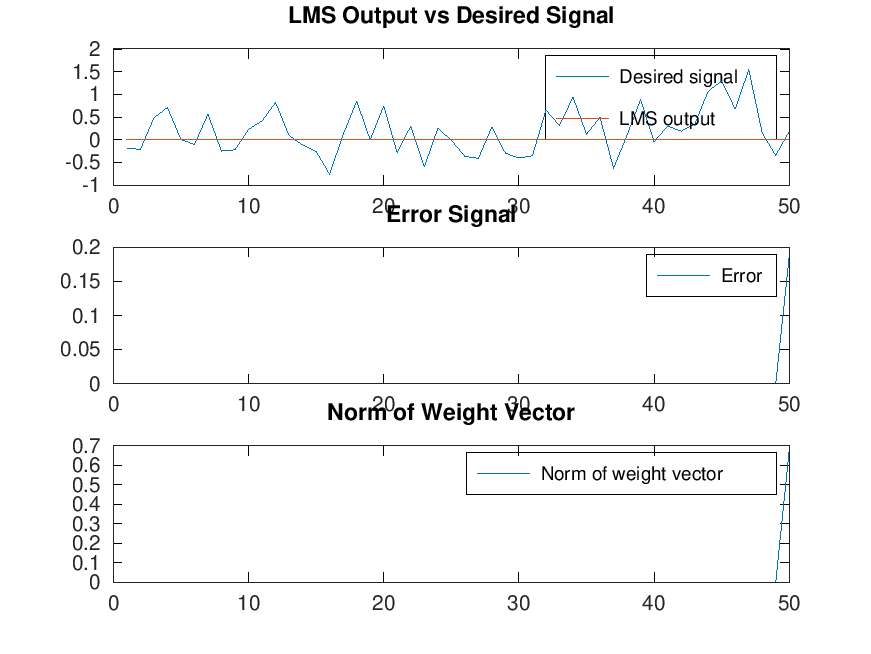 LMS Output vs Desired Signal
2
1.5
1
0.5
0
-0.5
-1
Desired signal
LMS output
0 10 20 30 40 50
Error Signal
0.2
0.15
0.1
0.05
0
Error
0 10 20 30 40 50
Norm of Weight Vector
0.7
0.6
0.5
0.4
0.3
0.2
0.1
0
Norm of weight vector
0 10 20 30 40 50